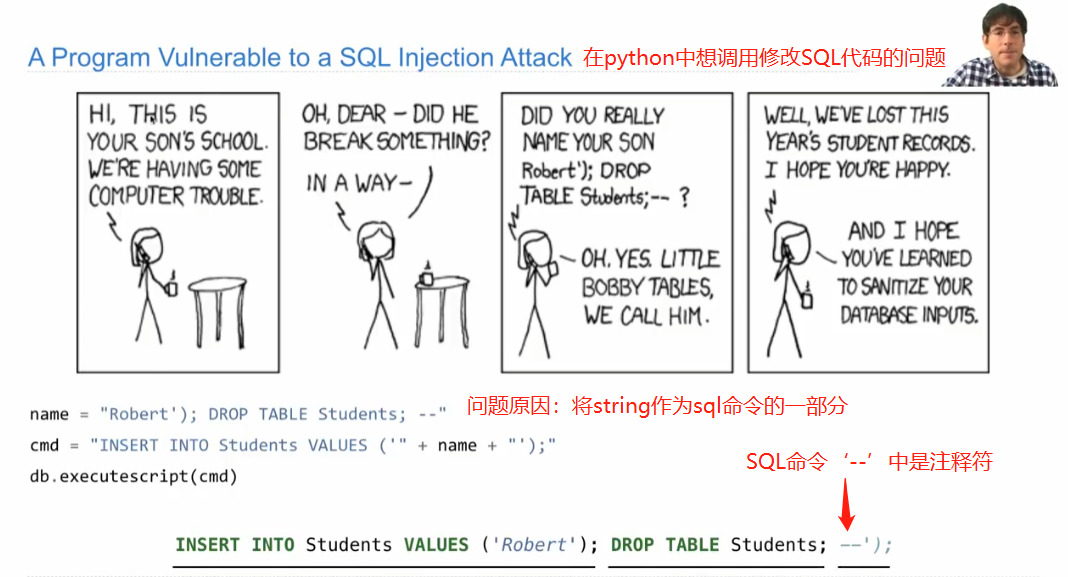 A Program Vulnerable to a SQL Injection Attack 在python中想调用修改SQL代码的问题
HI, THIS IS
YOUR SON'S SCHOOL.
WE'RE HAVING SOME
COMPUTER TROUBLE.
OH, DEAR – DID HE
BREAK SOMETHING?
IN A WAY–
DID YOU REALLY
NAME YOUR SON
Robert'); DROP
TABLE Students;-- ?
OH, YES. LITTLE
BOBBY TABLES,
WE CALL HIM.
WELL, WE'VE LOST THIS
YEAR'S STUDENT RECORDS.
I HOPE YOU'RE HAPPY.
AND I HOPE
YOU'VE LEARNED
TO SANITIZE YOUR
DATABASE INPUTS.
name = "Robert'); DROP TABLE Students; --"
问题原因：将string作为sql命令的一部分
cmd = "INSERT INTO Students VALUES ('" + name + "');"
db.executescript(cmd)
SQL命令‘--’中是注释符
INSERT INTO Students VALUES ('Robert'); DROP TABLE Students; --');